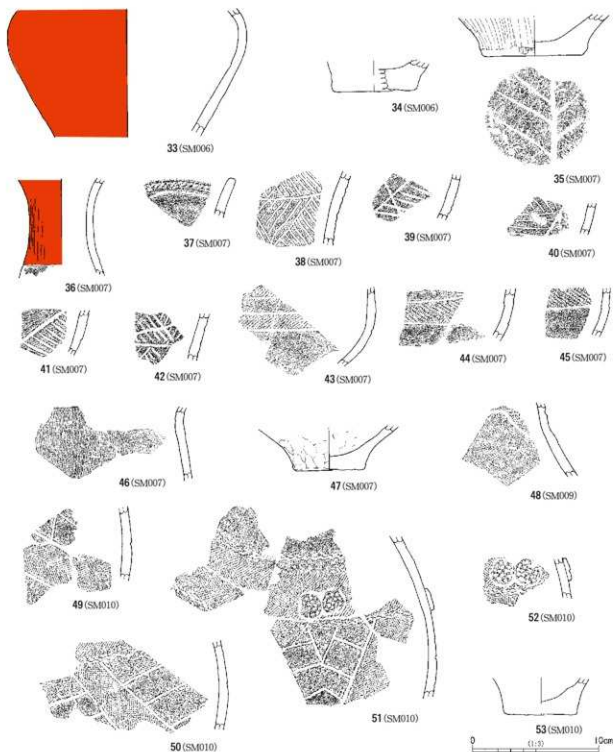 33 (SM006)
34 (SM006)
35 (SM007)
36 (SM007)
37 (SM007)
38 (SM007)
39 (SM007)
40 (SM007)
41 (SM007)
42 (SM007)
43 (SM007)
44 (SM007)
45 (SM007)
46 (SM007)
47 (SM007)
48 (SM009)
49 (SM010)
50 (SM010)
51 (SM010)
52 (SM010)
53 (SM010)
0 (1:3) 10cm